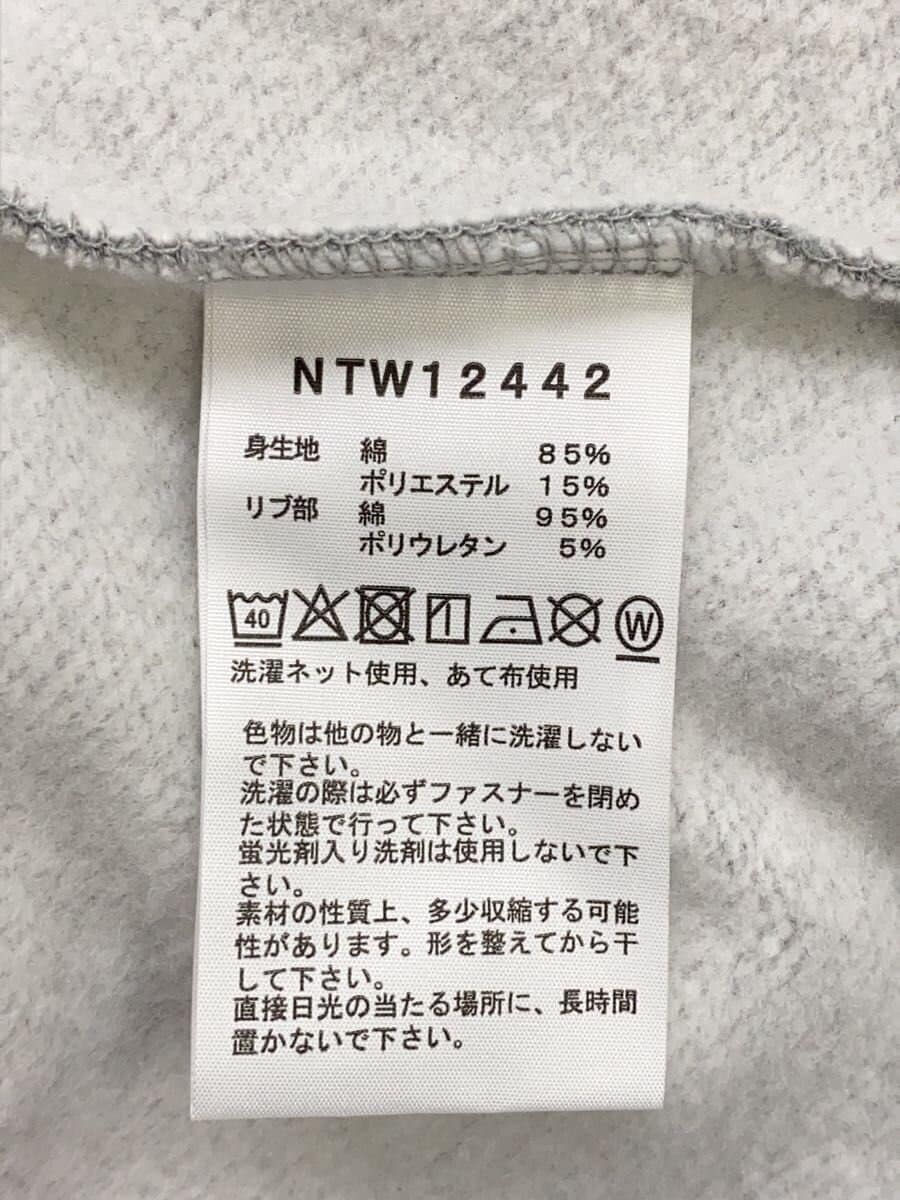 NTW12442
身生地 綿 85%
ポリエステル 15%
リブ部 綿 95%
ポリウレタン 5%
40 W
洗濯ネット使用、あて布使用
色物は他の物と一緒に洗濯しない
で下さい。
洗濯の際は必ずファスナーを閉め
た状態で行って下さい。
蛍光剤入り洗剤は使用しないで下
さい。
素材の性質上、多少収縮する可能
性があります。形を整えてから干
して下さい。
直接日光の当たる場所に、長時間
置かないで下さい。